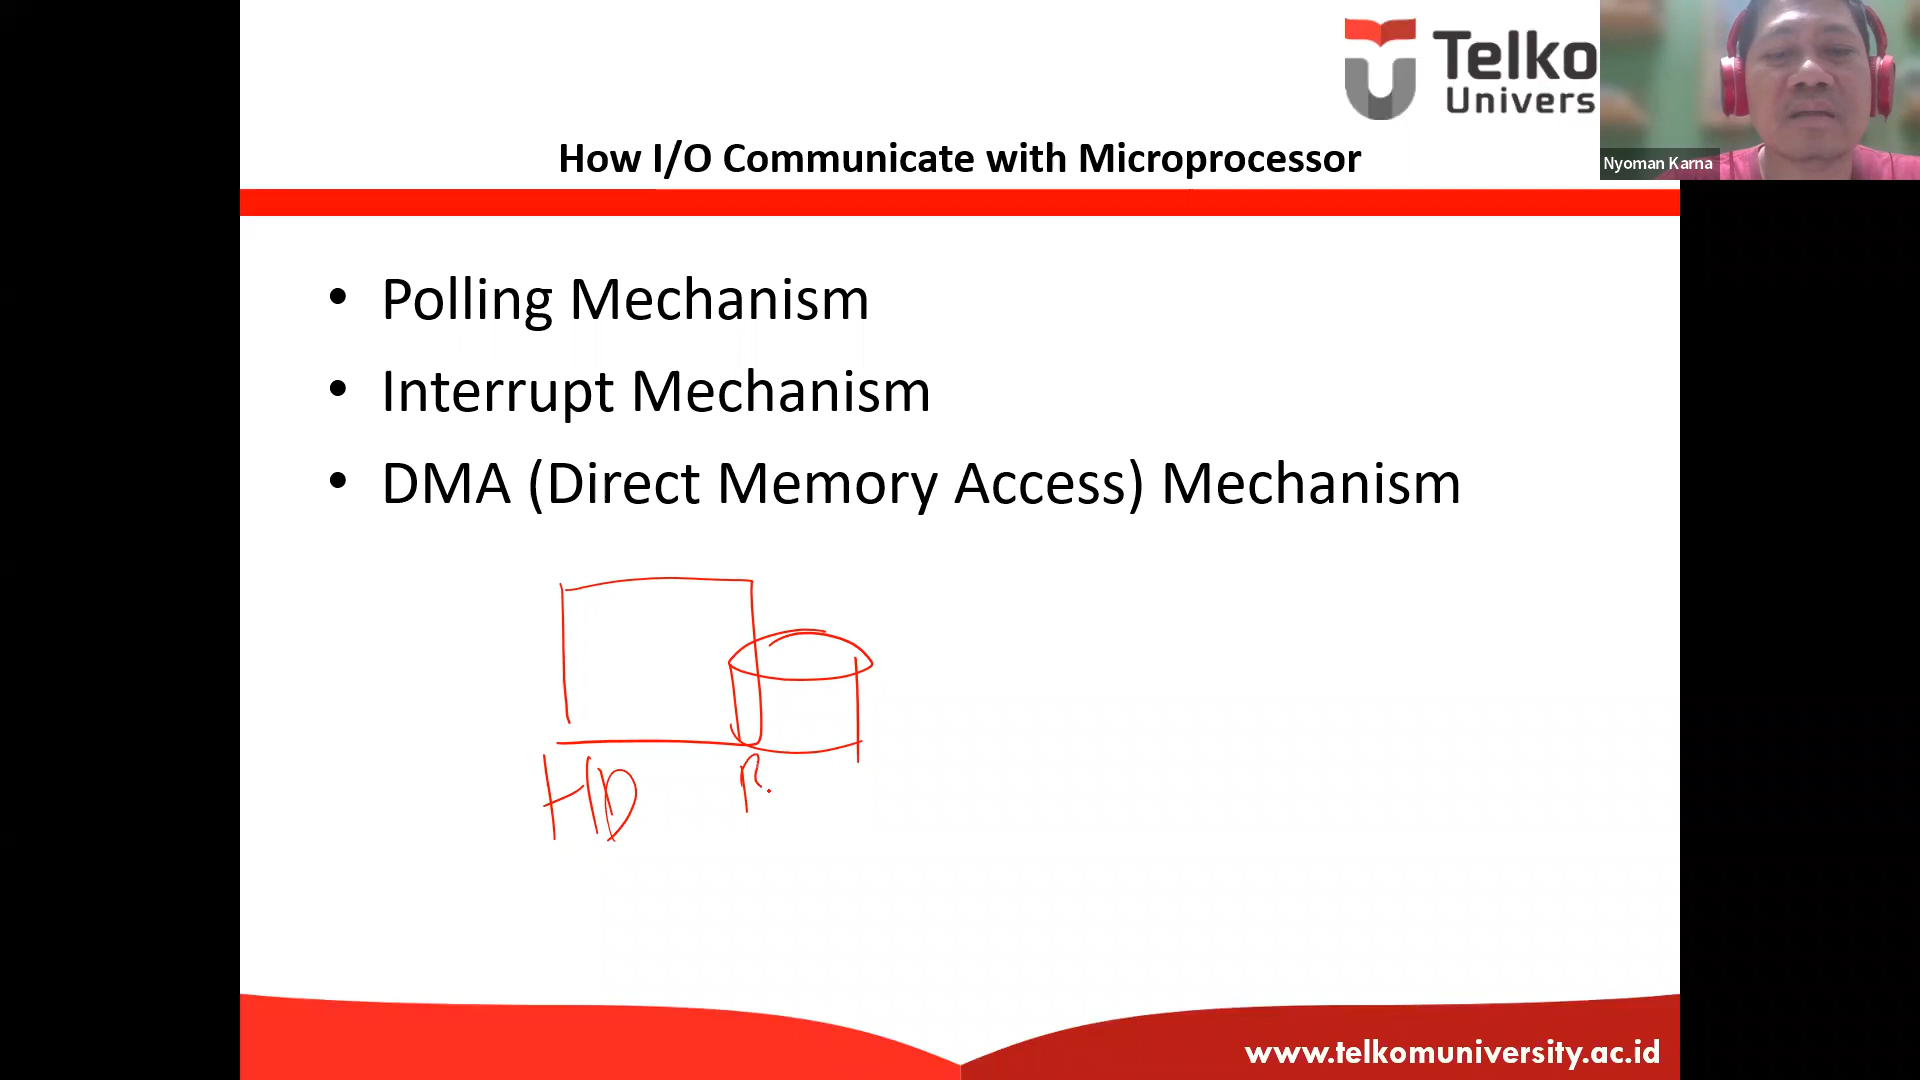 Telko
Univers
Nyoman Karna
How I/O Communicate with Microprocessor
• Polling Mechanism
• Interrupt Mechanism
• DMA (Direct Memory Access) Mechanism
HD
www.telkomuniversity.ac.id